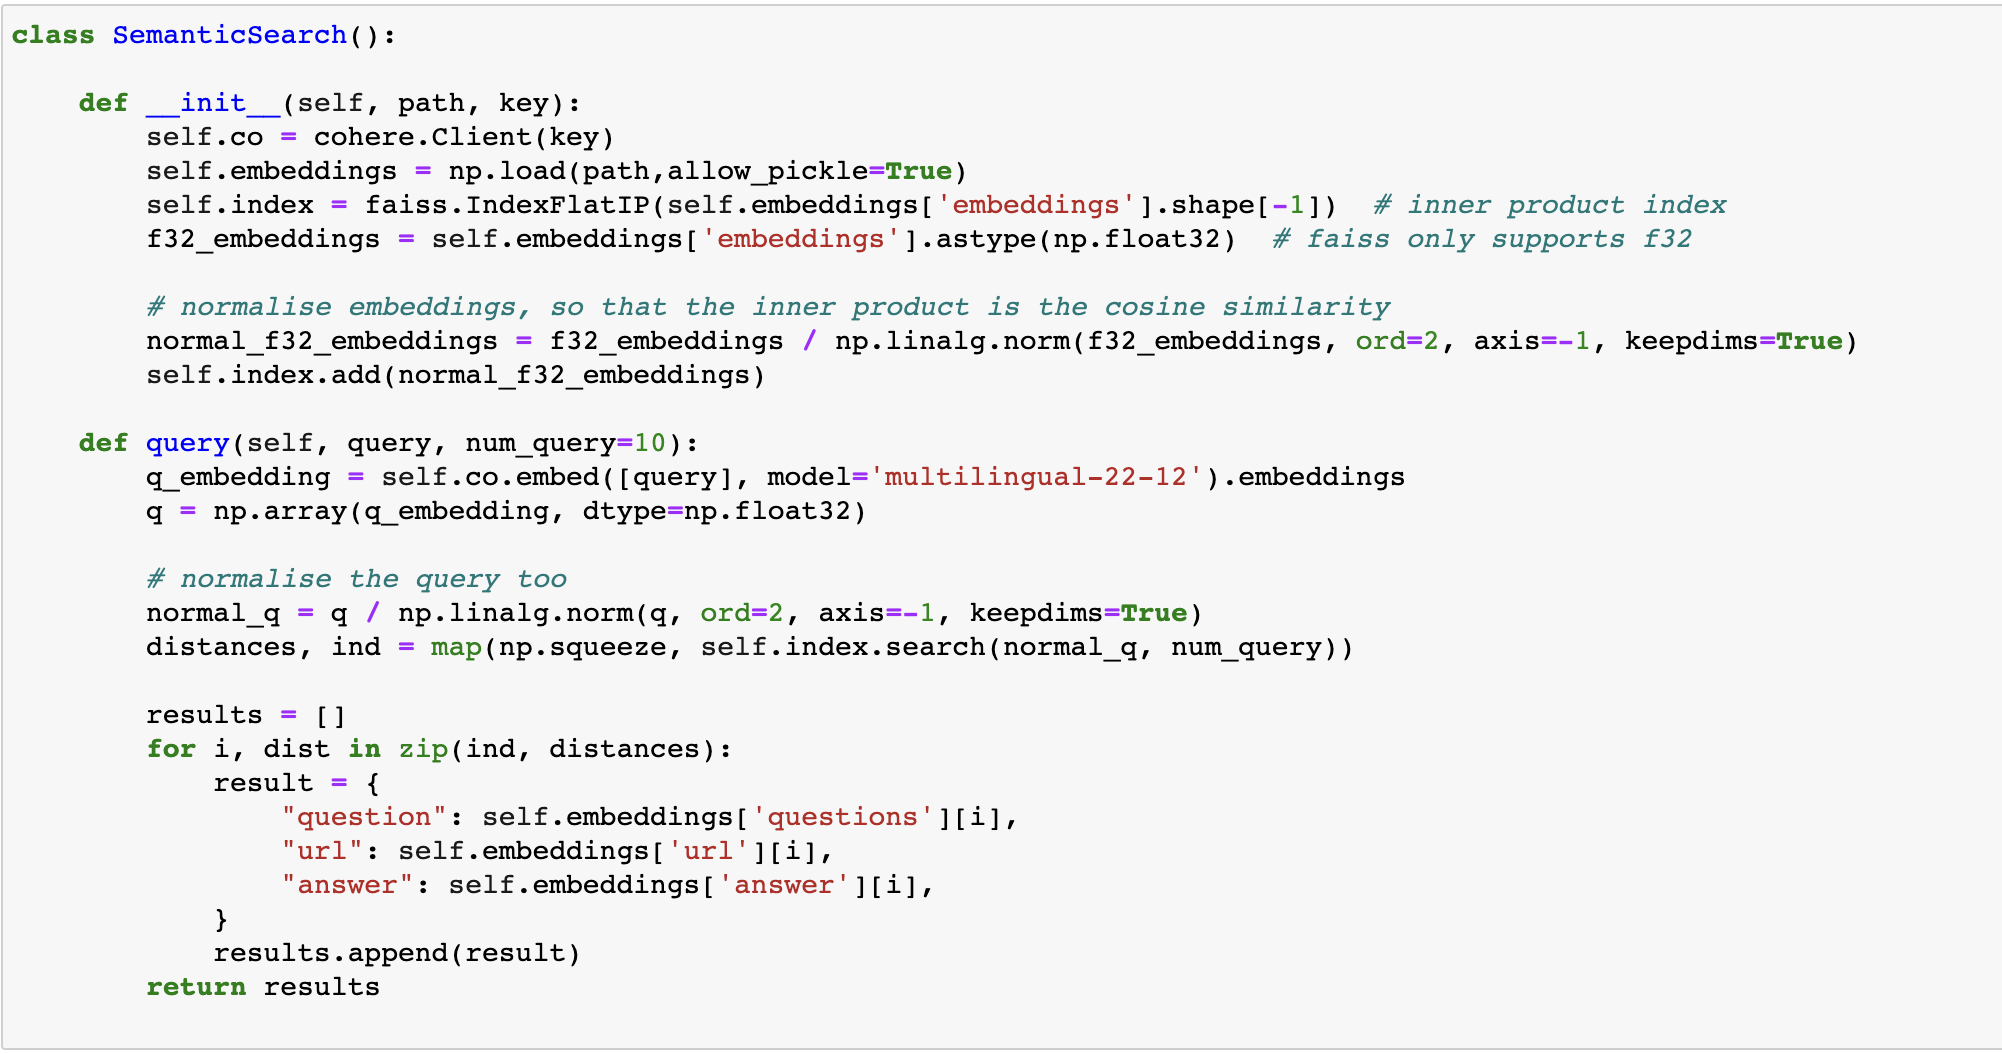 class SemanticSearch():
    def __init__(self, path, key):
        self.co = cohere.Client(key)
        self.embeddings = np.load(path,allow_pickle=True)
        self.index = faiss.IndexFlatIP(self.embeddings['embeddings'].shape[-1])  # inner product index
        f32_embeddings = self.embeddings['embeddings'].astype(np.float32)  # faiss only supports f32
        # normalise embeddings, so that the inner product is the cosine similarity
        normal_f32_embeddings = f32_embeddings / np.linalg.norm(f32_embeddings, ord=2, axis=-1, keepdims=True)
        self.index.add(normal_f32_embeddings)
    def query(self, query, num_query=10):
        q_embedding = self.co.embed([query], model='multilingual-22-12').embeddings
        q = np.array(q_embedding, dtype=np.float32)
        # normalise the query too
        normal_q = q / np.linalg.norm(q, ord=2, axis=-1, keepdims=True)
        distances, ind = map(np.squeeze, self.index.search(normal_q, num_query))
        results = []
        for i, dist in zip(ind, distances):
            result = {
                "question": self.embeddings['questions'][i],
                "url": self.embeddings['url'][i],
                "answer": self.embeddings['answer'][i],
            }
            results.append(result)
        return results